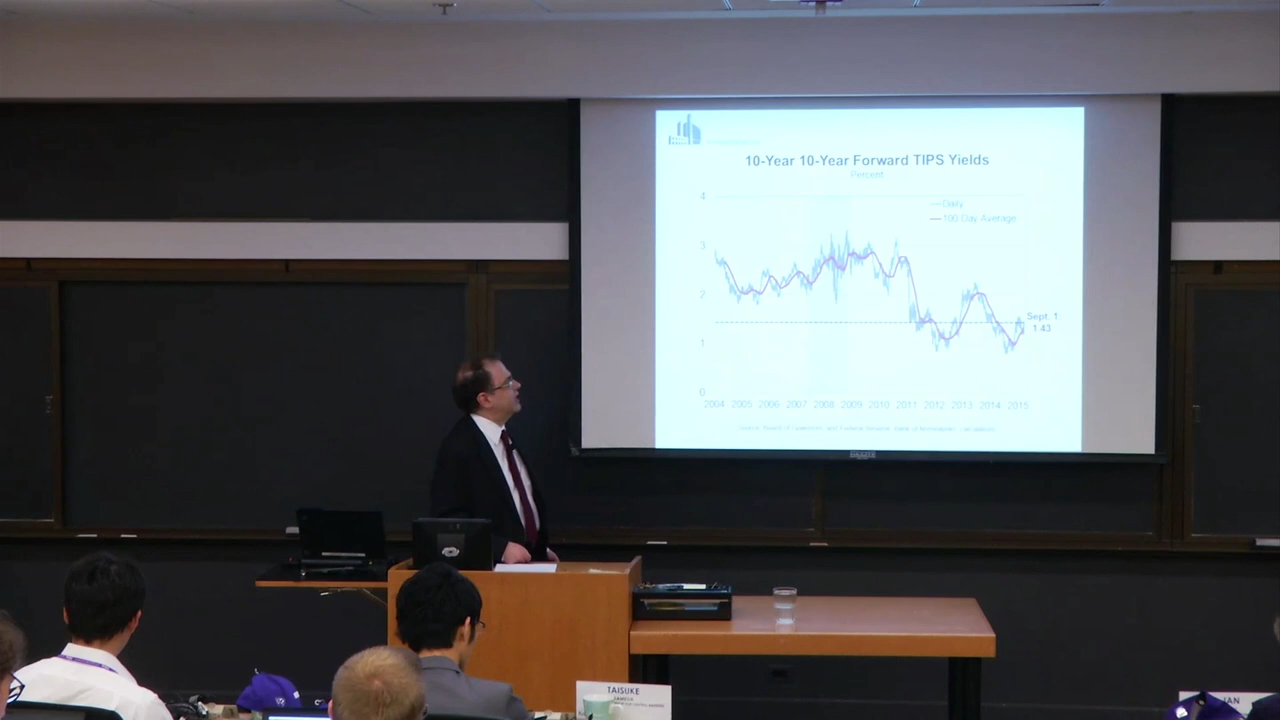 10-Year 10-Year Forward TIPS Yields
Percent
4
Daily
100 Day Average
3
2
Sept. 1:
1.43
1
0
2004 2005 2006 2007 2008 2009 2010 2011 2012 2013 2014 2015
TAISUKE
JAN